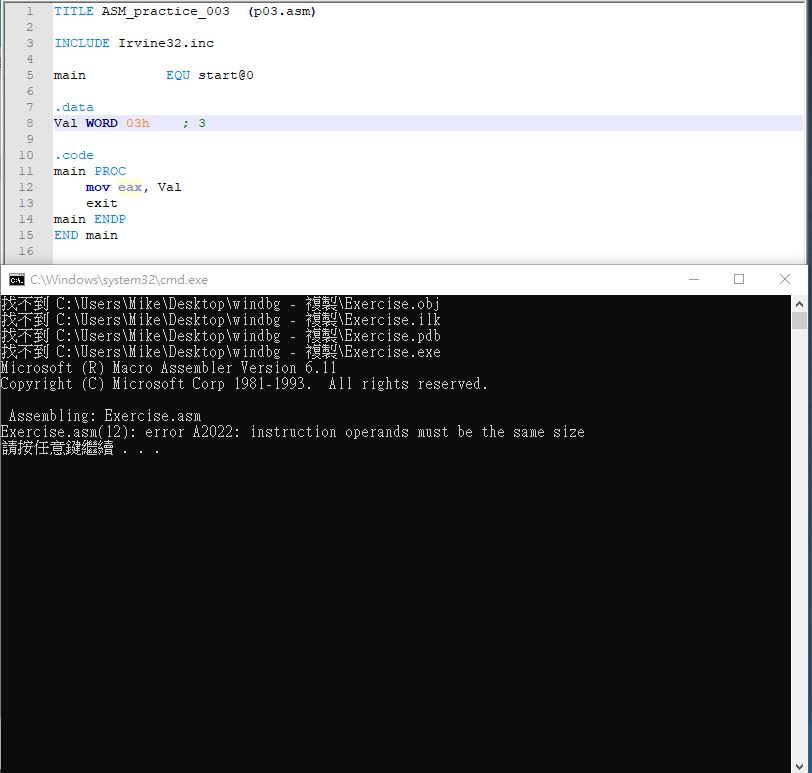 1 TITLE ASM_practice_003 (p03.asm)
2
3 INCLUDE Irvine32.inc
4
5 main EQU start@0
6
7 .data
8 Val WORD 03h ; 3
9
10 .code
11 main PROC
12 mov eax, Val
13 exit
14 main ENDP
15 END main
16
C:\Windows\system32\cmd.exe
找不到 C:\Users\Mike\Desktop\windbg - 複製\Exercise.obj
找不到 C:\Users\Mike\Desktop\windbg - 複製\Exercise.ilk
找不到 C:\Users\Mike\Desktop\windbg - 複製\Exercise.pdb
找不到 C:\Users\Mike\Desktop\windbg - 複製\Exercise.exe
Microsoft (R) Macro Assembler Version 6.11
Copyright (C) Microsoft Corp 1981-1993.  All rights reserved.
Assembling: Exercise.asm
Exercise.asm(12): error A2022: instruction operands must be the same size
請按任意鍵繼續 . . .